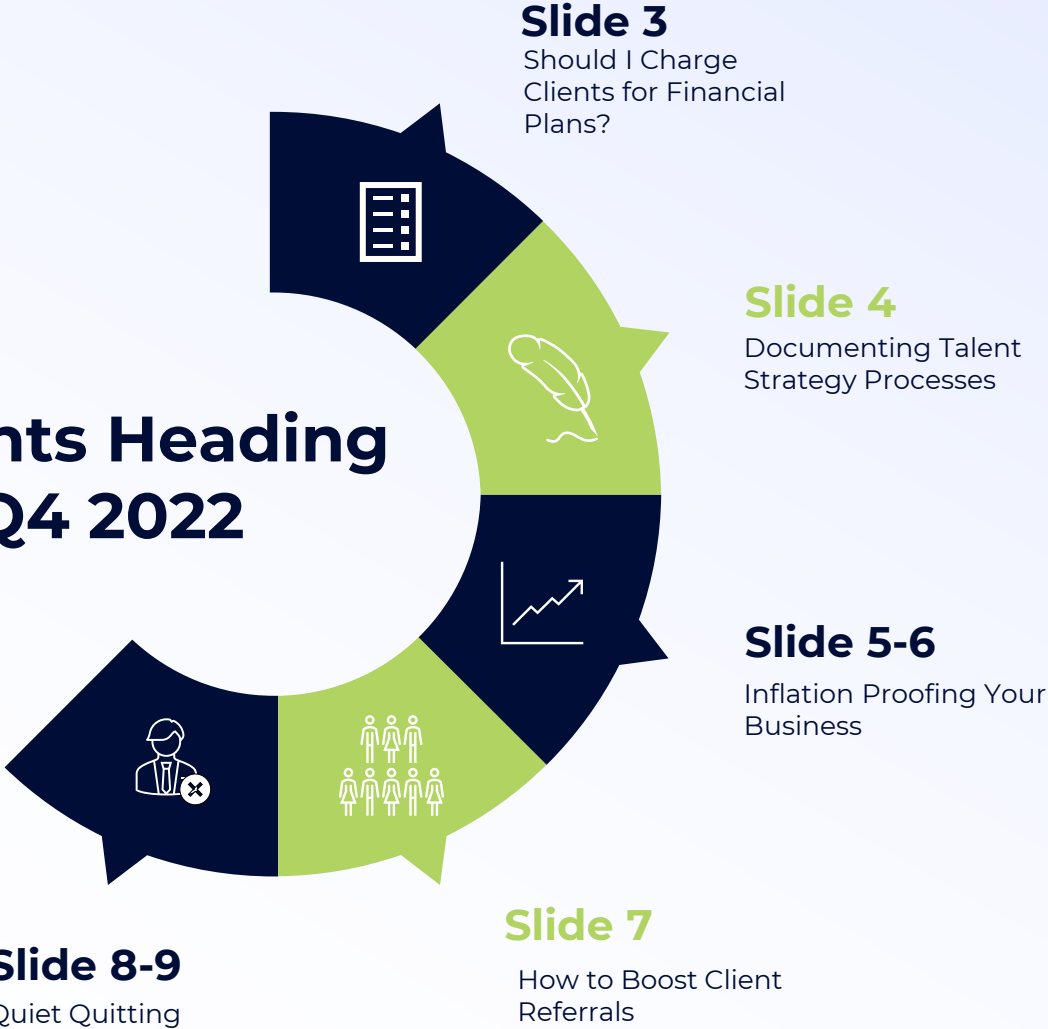 Slide 3
Should I Charge
Clients for Financial
Plans?
Slide 4
Documenting Talent
Strategy Processes
nts Heading
Q4 2022
Slide 5-6
Inflation Proofing Your
Business
Slide 7
How to Boost Client
Referrals
Slide 8-9
Quiet Quitting